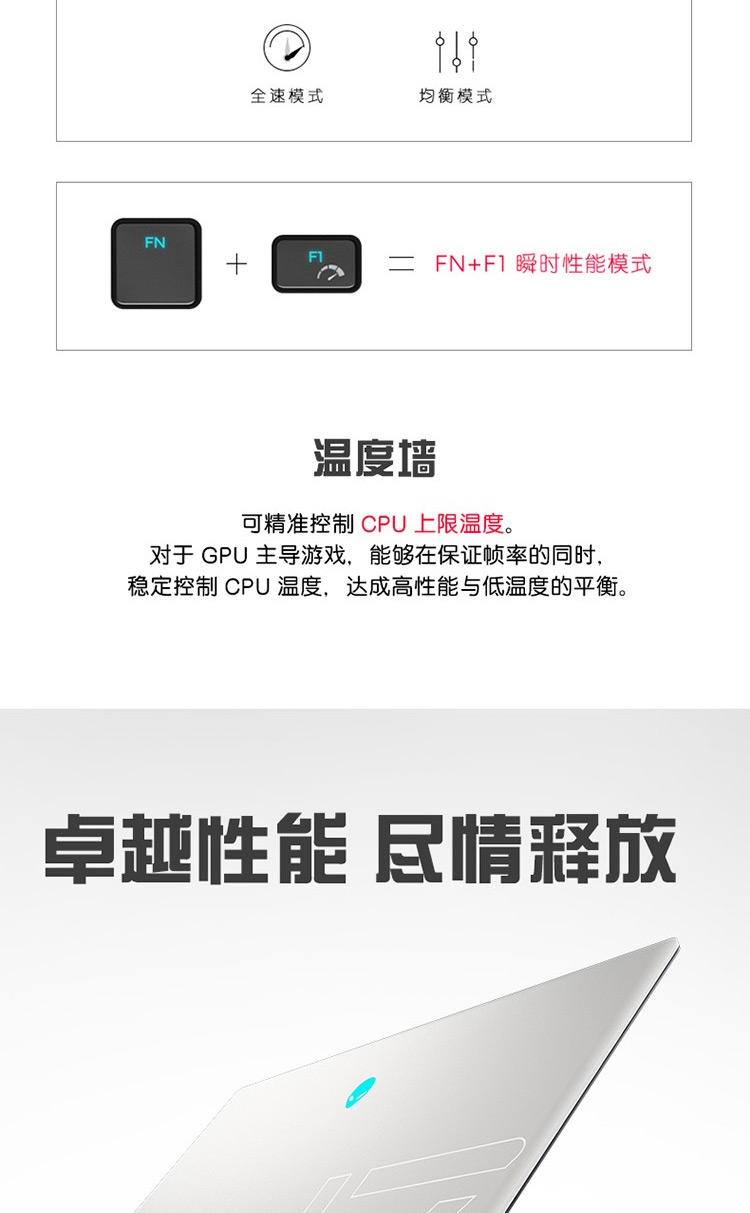 全速模式 均衡模式
FN + F1 = FN+F1 瞬时性能模式
温度墙
可精准控制 CPU 上限温度。
对于 GPU 主导游戏，能够在保证帧率的同时，
稳定控制 CPU 温度，达成高性能与低温度的平衡。
卓越性能 尽情释放